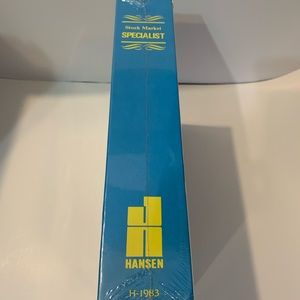 Stock Market
SPECIALIST
HANSEN
H-1983